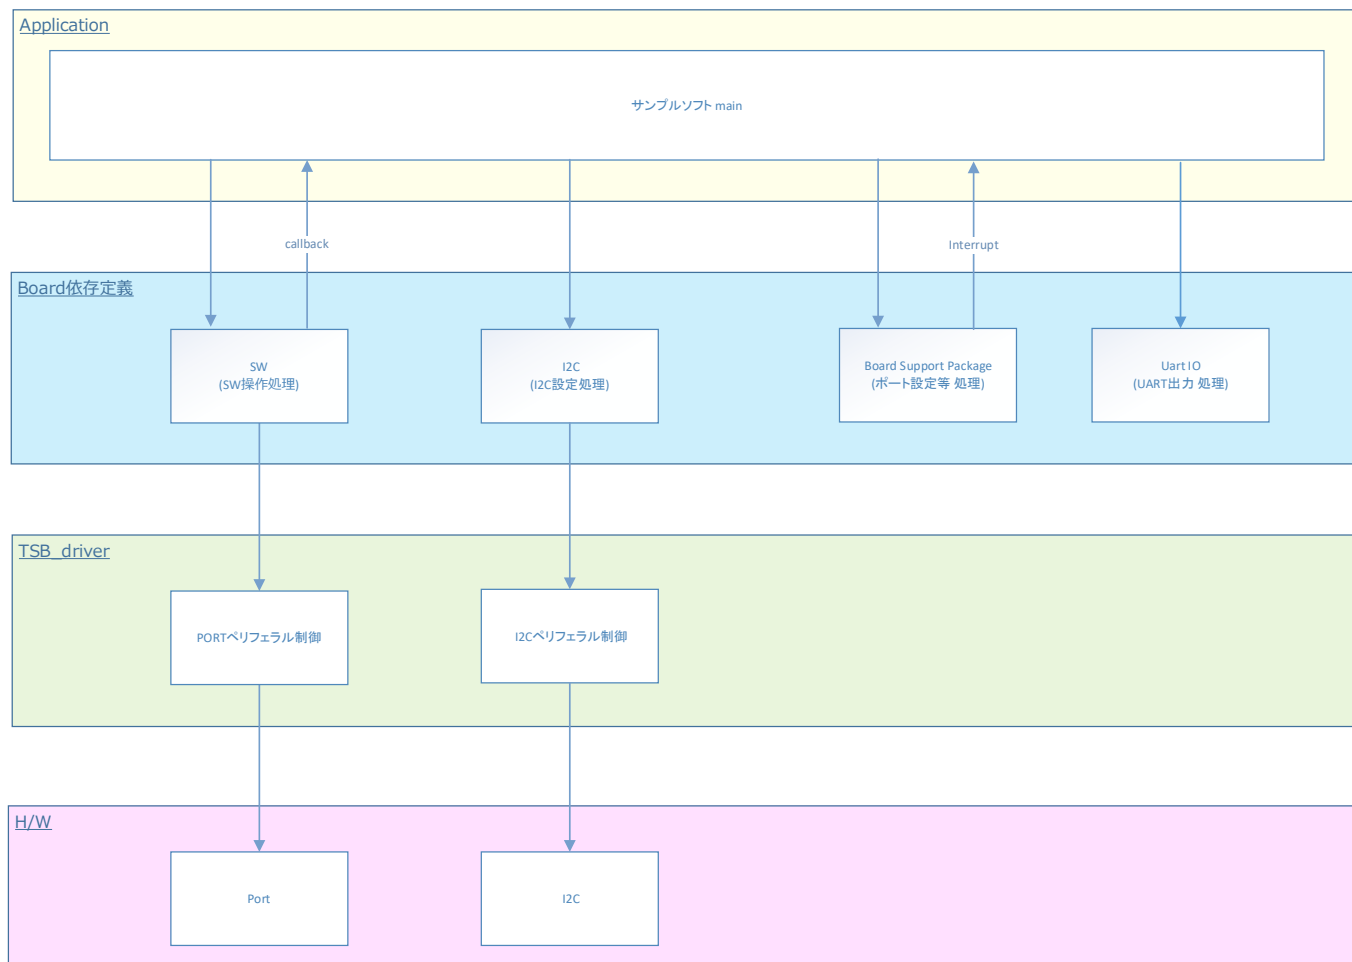 Application
サンプルソフト main
callback
Interrupt
Board依存定義
SW
(SW操作処理)
I2C
(I2C設定処理)
Board Support Package
(ポート設定等 処理)
Uart IO
(UART出力 処理)
TSB_driver
PORTペリフェラル制御
I2Cペリフェラル制御
H/W
Port
I2C